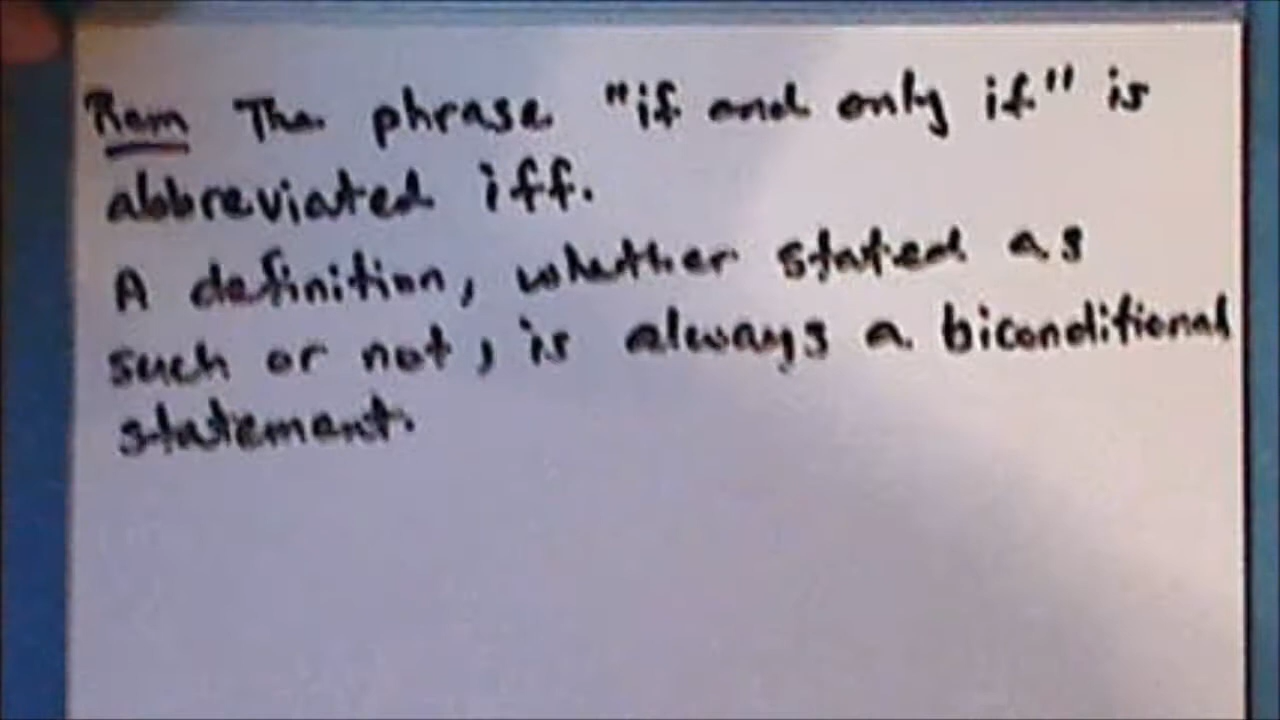 Rem The phrase "if and only if" is
abbreviated iff.
A definition, whether stated as
such or not, is always a biconditional
statement.